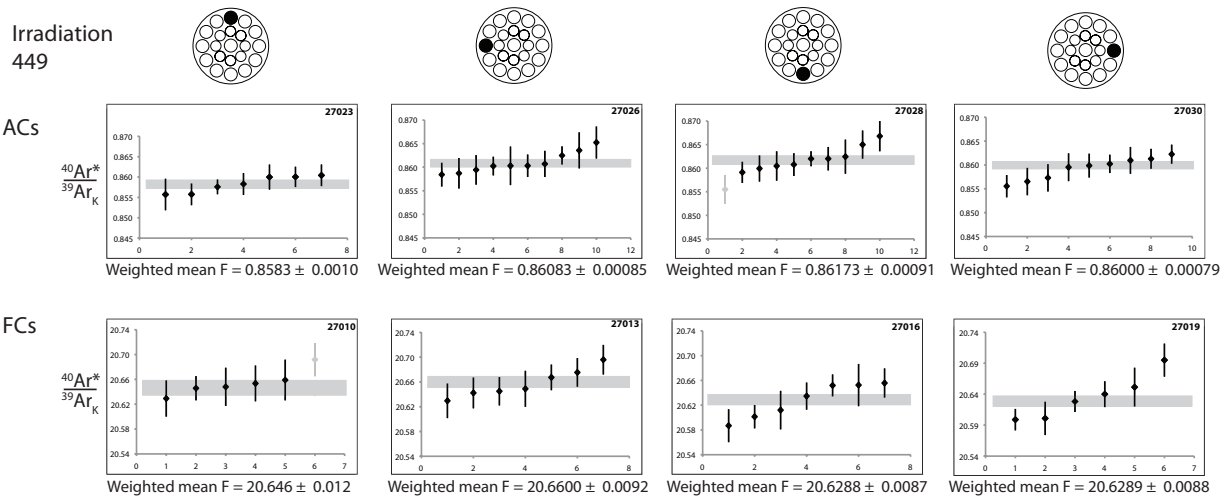 Irradiation
449
ACs
40Ar*
39ArK
27023
0.870
0.865
0.860
0.855
0.850
0.845
0 2 4 6 8
Weighted mean F = 0.8583 ± 0.0010
27026
0.870
0.865
0.860
0.855
0.850
0.845
0 2 4 6 8 10 12
Weighted mean F = 0.86083 ± 0.00085
27028
0.870
0.865
0.860
0.855
0.850
0.845
0 2 4 6 8 10 12
Weighted mean F = 0.86173 ± 0.00091
27030
0.870
0.865
0.860
0.855
0.850
0.845
0 2 4 6 8 10
Weighted mean F = 0.86000 ± 0.00079
FCs
40Ar*
39ArK
27010
20.74
20.70
20.66
20.62
20.58
20.54
0 1 2 3 4 5 6 7
Weighted mean F = 20.646 ± 0.012
27013
20.74
20.70
20.66
20.62
20.58
20.54
0 2 4 6 8
Weighted mean F = 20.6600 ± 0.0092
27016
20.74
20.70
20.66
20.62
20.58
20.54
0 2 4 6 8
Weighted mean F = 20.6288 ± 0.0087
27019
20.74
20.69
20.64
20.59
20.54
0 1 2 3 4 5 6 7
Weighted mean F = 20.6289 ± 0.0088